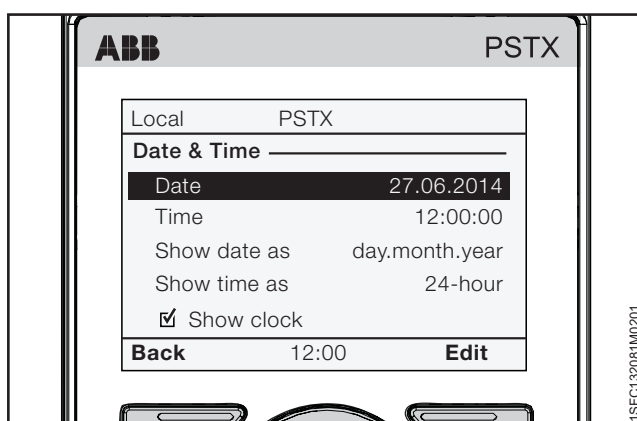 ABB PSTX
Local PSTX
Date & Time
Date 27.06.2014
Time 12:00:00
Show date as day.month.year
Show time as 24-hour
Show clock
Back 12:00 Edit
1SFC132081M0201